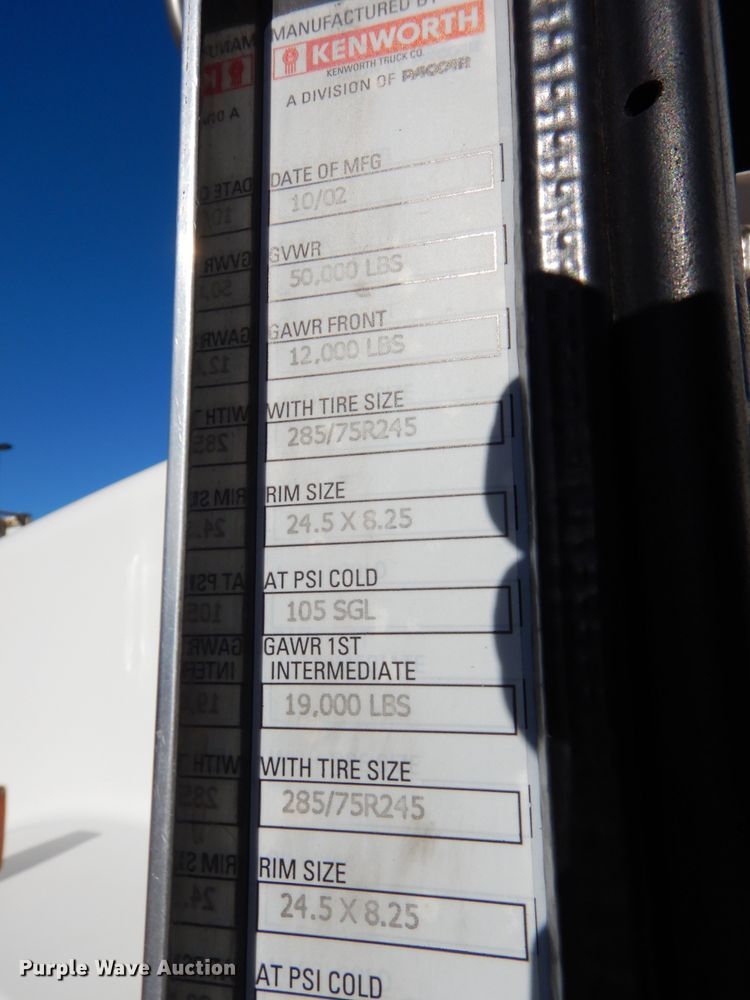 MANUFACTURED BY
KENWORTH
KENWORTH TRUCK CO.
A DIVISION OF PACCAR
DATE OF MFG
10/02
GVWR
50,000 LBS
GAWR FRONT
12,000 LBS
WITH TIRE SIZE
285/75R245
RIM SIZE
24.5 X 8.25
AT PSI COLD
105 SGL
GAWR 1ST
INTERMEDIATE
19,000 LBS
WITH TIRE SIZE
285/75R245
RIM SIZE
24.5 X 8.25
AT PSI COLD
Purple Wave Auction